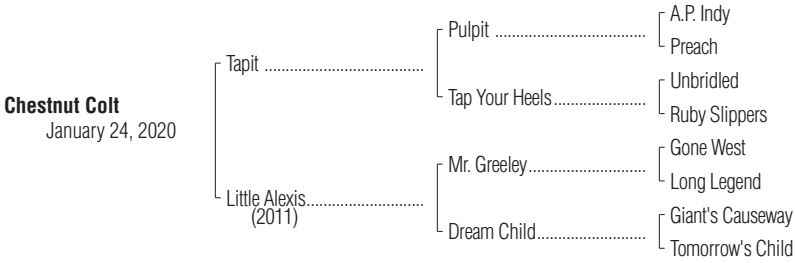 A.P. Indy
Pulpit ......................................
Preach
Tapit ........................................
Unbridled
Tap Your Heels.......................
Ruby Slippers
Chestnut Colt
January 24, 2020
Gone West
Mr. Greeley.............................
Long Legend
Little Alexis.............................
(2011)
Giant's Causeway
Dream Child...........................
Tomorrow's Child